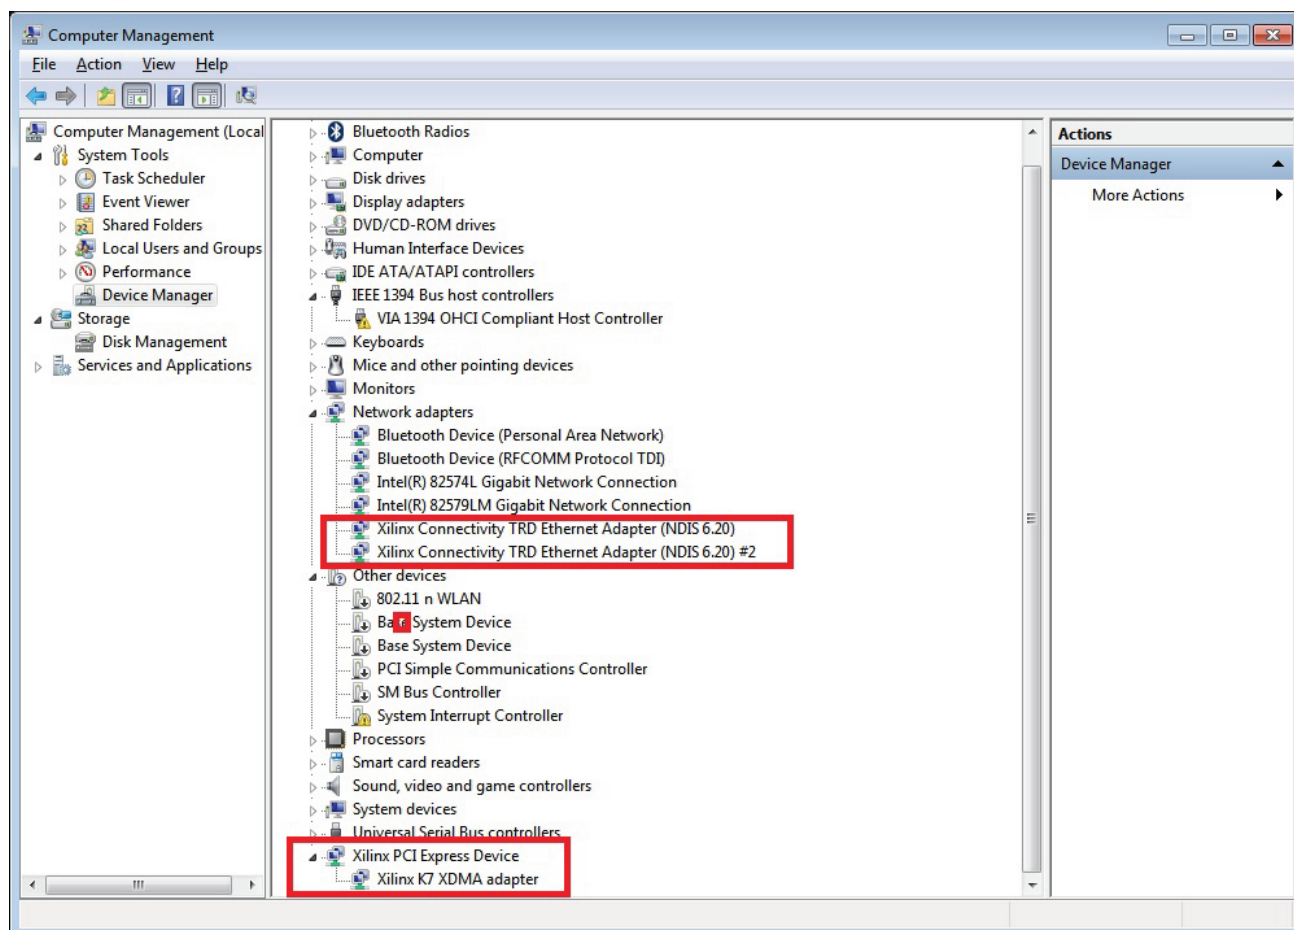 Computer Management
File Action View Help
Computer Management (Local
System Tools
Task Scheduler
Event Viewer
Shared Folders
Local Users and Groups
Performance
Device Manager
Storage
Disk Management
Services and Applications
Bluetooth Radios
Computer
Disk drives
Display adapters
DVD/CD-ROM drives
Human Interface Devices
IDE ATA/ATAPI controllers
IEEE 1394 Bus host controllers
VIA 1394 OHCI Compliant Host Controller
Keyboards
Mice and other pointing devices
Monitors
Network adapters
Bluetooth Device (Personal Area Network)
Bluetooth Device (RFCOMM Protocol TDI)
Intel(R) 82574L Gigabit Network Connection
Intel(R) 82579LM Gigabit Network Connection
Xilinx Connectivity TRD Ethernet Adapter (NDIS 6.20)
Xilinx Connectivity TRD Ethernet Adapter (NDIS 6.20) #2
Other devices
802.11 n WLAN
System Device
Base System Device
PCI Simple Communications Controller
SM Bus Controller
System Interrupt Controller
Processors
Smart card readers
Sound, video and game controllers
System devices
Universal Serial Bus controllers
Xilinx PCI Express Device
Xilinx K7 XDMA adapter
Actions
Device Manager
More Actions